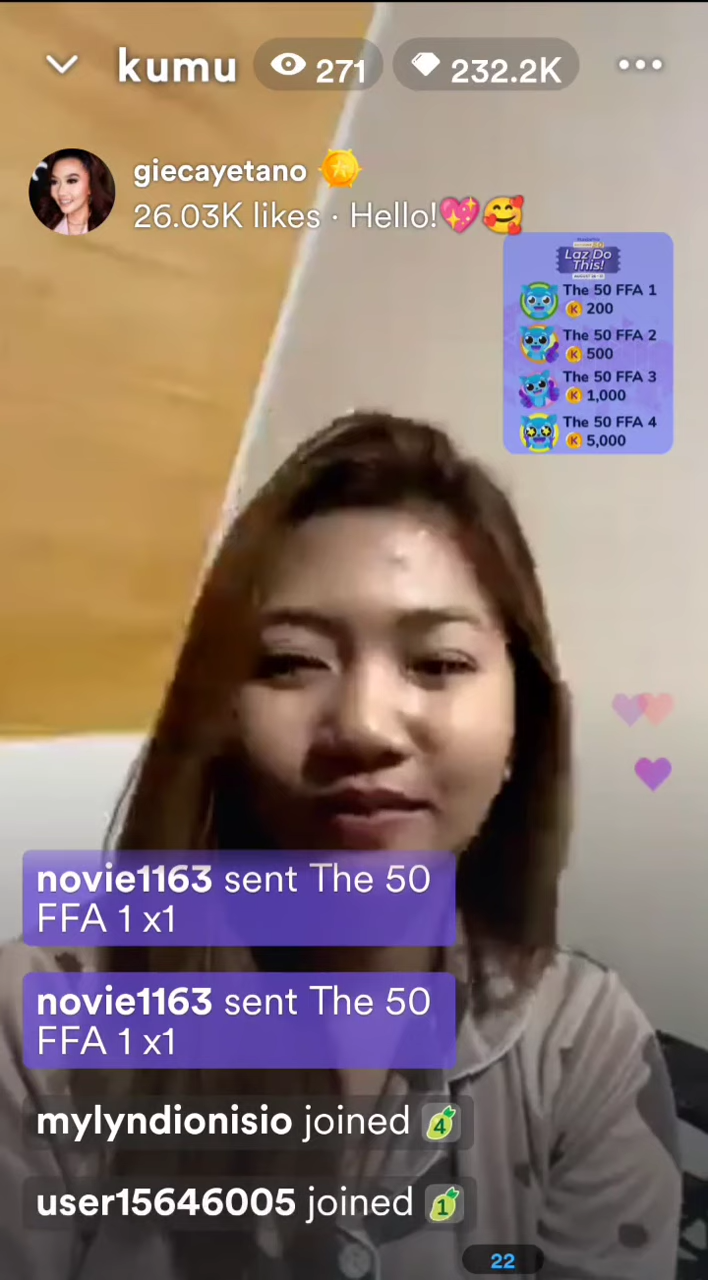 kumu 271 232.2K
giecayetano
26.03K likes · Hello!💖🥰
Laz Do
This!
The 50 FFA 1
K 200
The 50 FFA 2
K 500
The 50 FFA 3
K 1,000
The 50 FFA 4
K 5,000
novie1163 sent The 50
FFA 1 x1
novie1163 sent The 50
FFA 1 x1
mylyndionisio joined 4
user15646005 joined 1
22